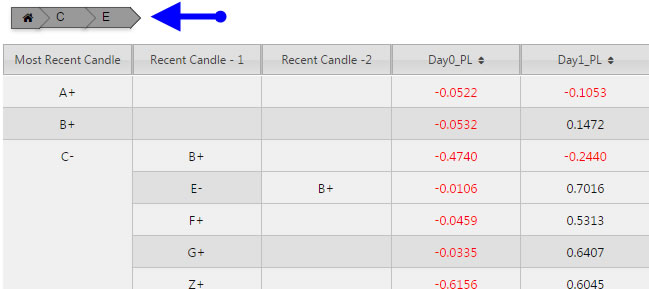 C E
Most Recent Candle Recent Candle - 1 Recent Candle -2 Day0_PL Day1_PL
A+ -0.0522 -0.1053
B+ -0.0532 0.1472
C- B+ -0.4740 -0.2440
E- B+ -0.0106 0.7016
F+ -0.0459 0.5313
G+ -0.0335 0.6407
Z+ -0.6156 0.6045